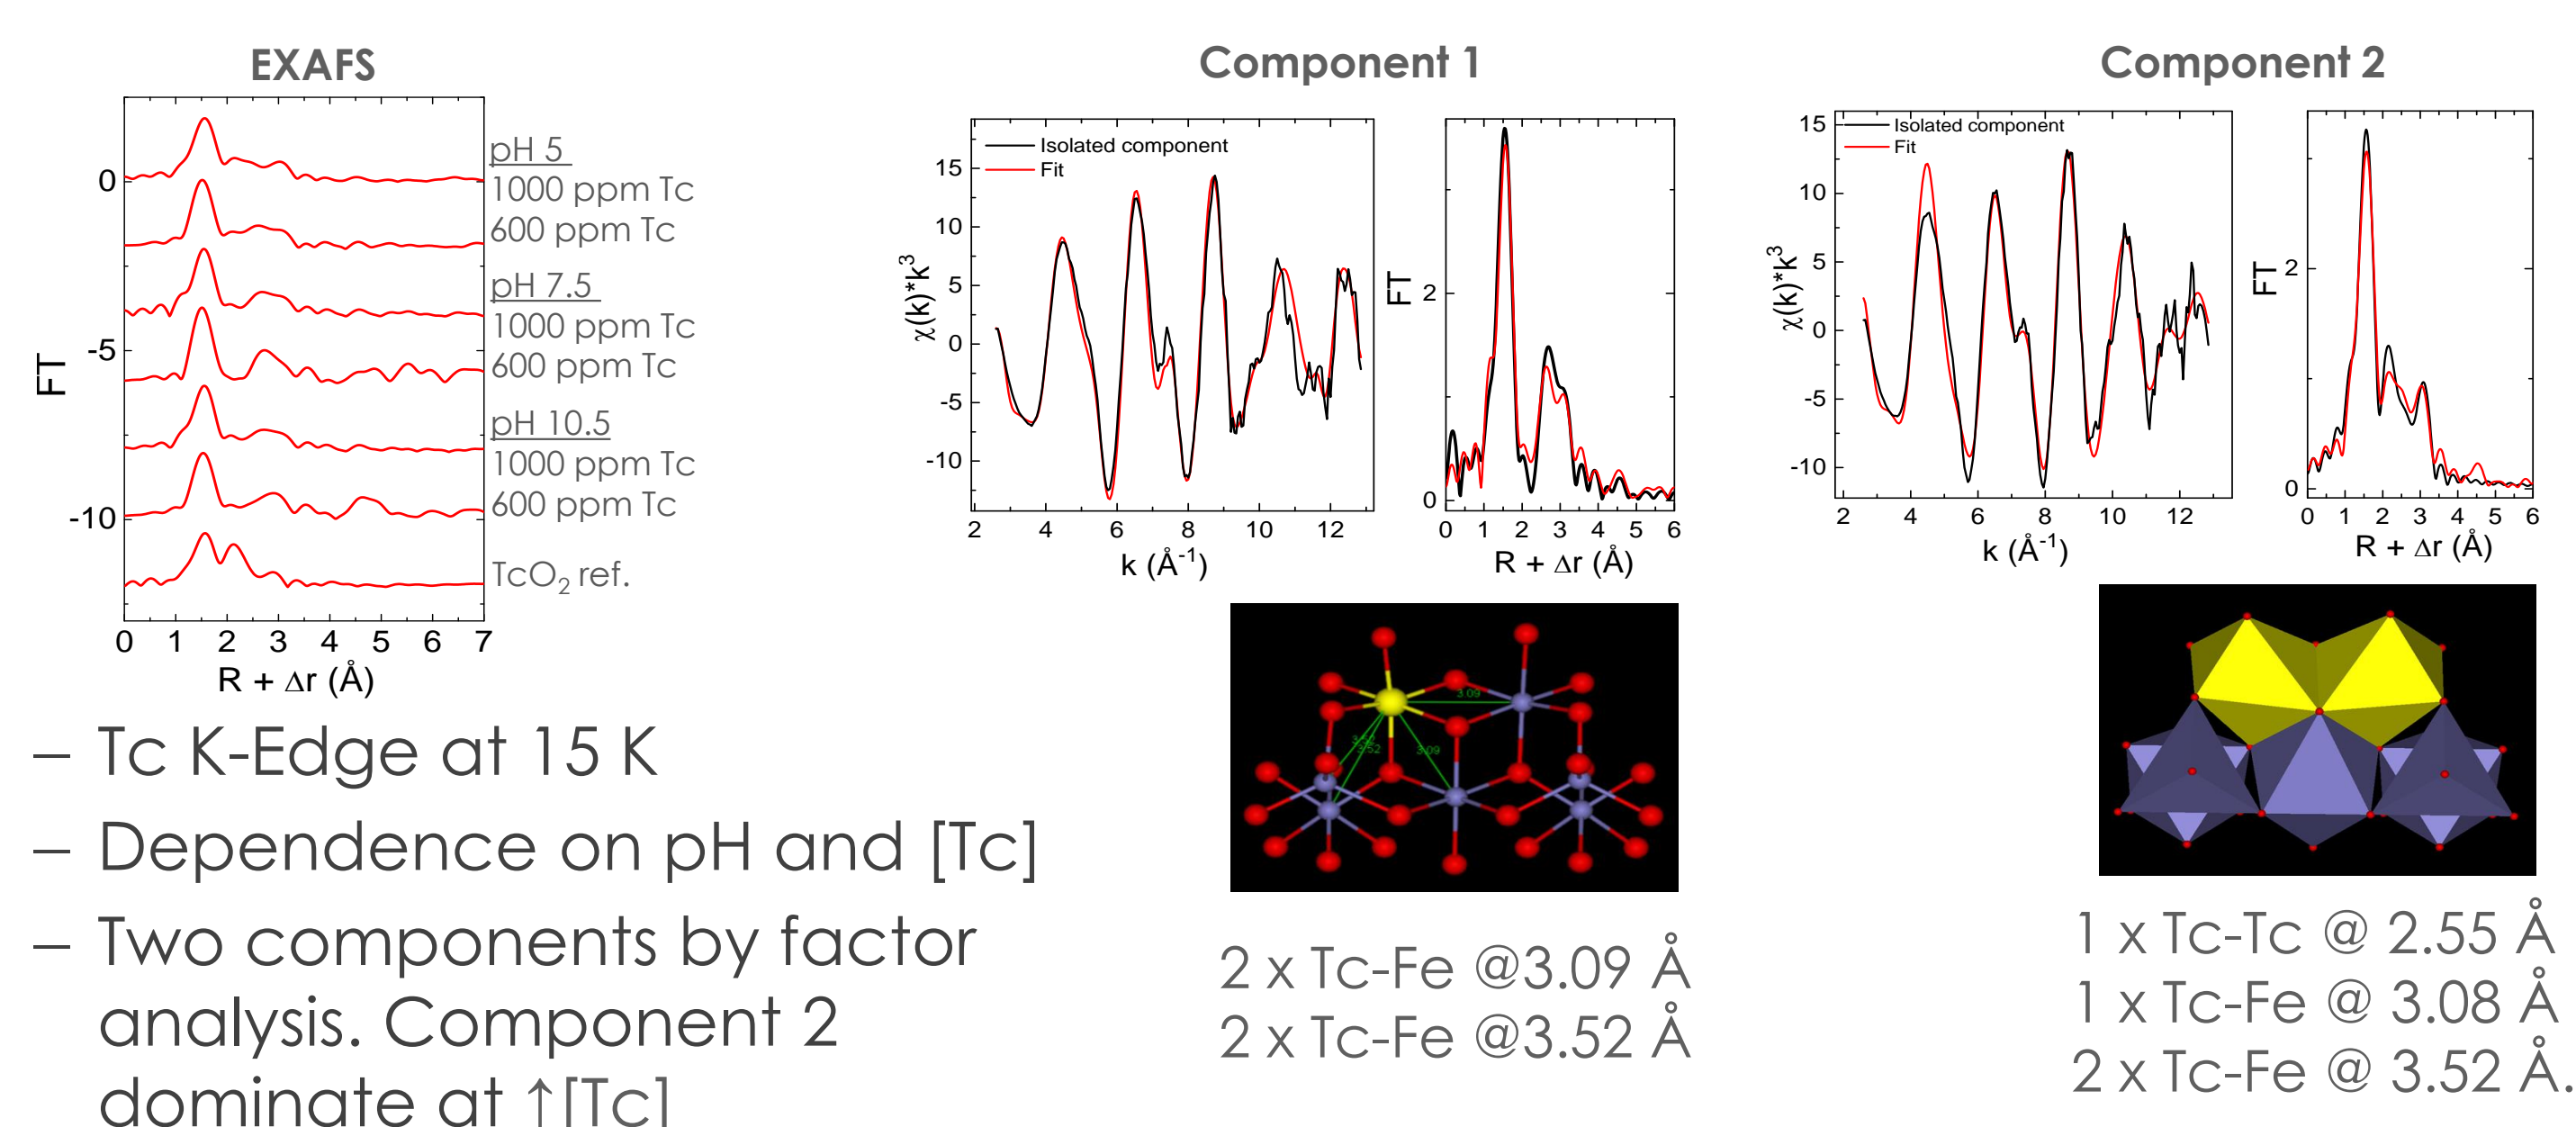 EXAFS
FT
0
-5
-10
0 1 2 3 4 5 6 7
R + Δr (Å)
pH 5
1000 ppm Tc
600 ppm Tc
pH 7.5
1000 ppm Tc
600 ppm Tc
pH 10.5
1000 ppm Tc
600 ppm Tc
TcO₂ ref.
– Tc K-Edge at 15 K
– Dependence on pH and [Tc]
– Two components by factor
analysis. Component 2
dominate at ↑[Tc]
Component 1
χ(k)*k³
15
10
5
0
-5
-10
Isolated component
Fit
2 4 6 8 10 12
k (Å⁻¹)
FT
2
0
0 1 2 3 4 5 6
R + Δr (Å)
3.09
3.52
3.09
2 x Tc-Fe @3.09 Å
2 x Tc-Fe @3.52 Å
Component 2
χ(k)*k³
15
10
5
0
-5
-10
Isolated component
Fit
2 4 6 8 10 12
k (Å⁻¹)
FT
2
0
0 1 2 3 4 5 6
R + Δr (Å)
1 x Tc-Tc @ 2.55 Å
1 x Tc-Fe @ 3.08 Å
2 x Tc-Fe @ 3.52 Å.